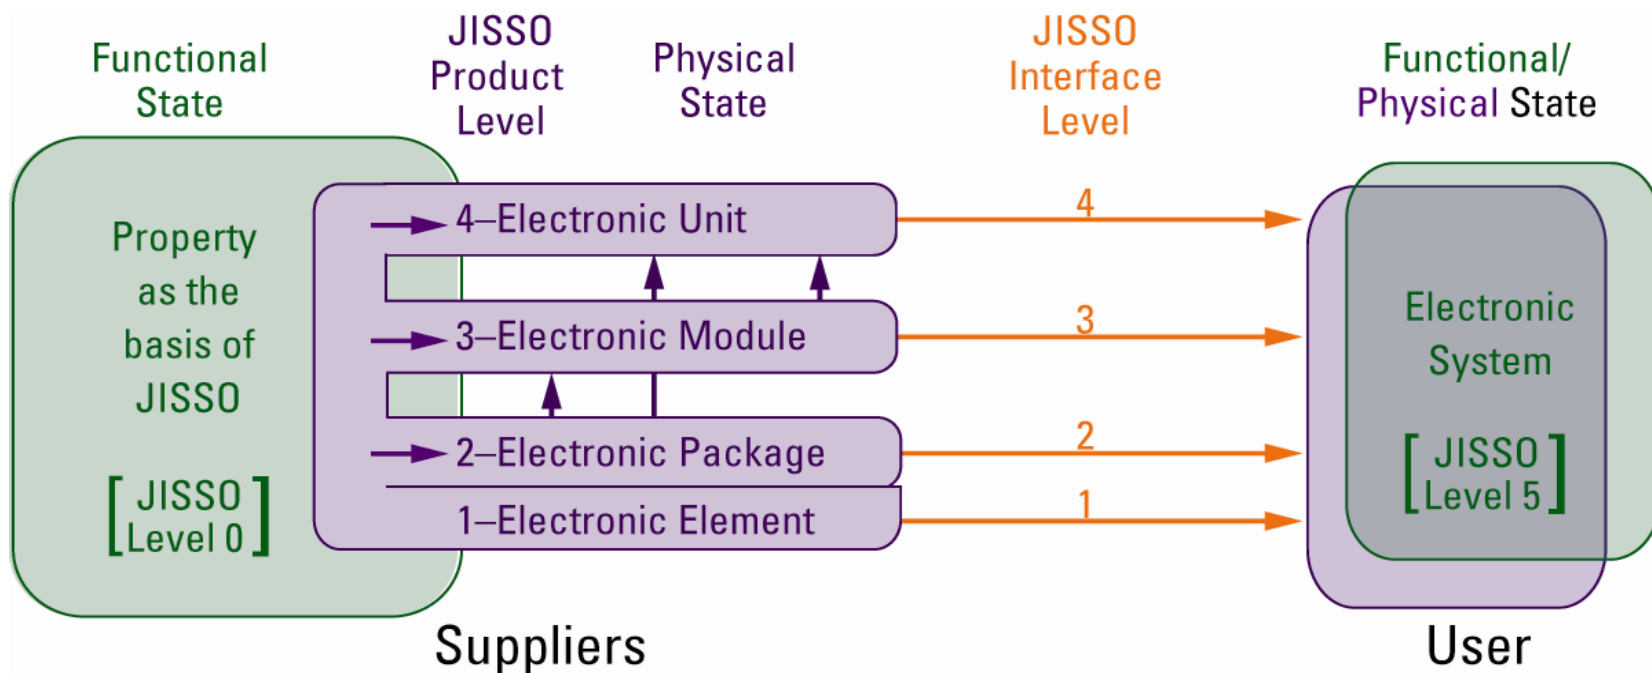 Functional
State
JISSO
Product
Level
Physical
State
JISSO
Interface
Level
Functional/
Physical State
Property
as the
basis of
JISSO
[JISSO
Level 0]
4–Electronic Unit
3–Electronic Module
2–Electronic Package
1–Electronic Element
4
3
2
1
Electronic
System
[JISSO
Level 5]
Suppliers
User